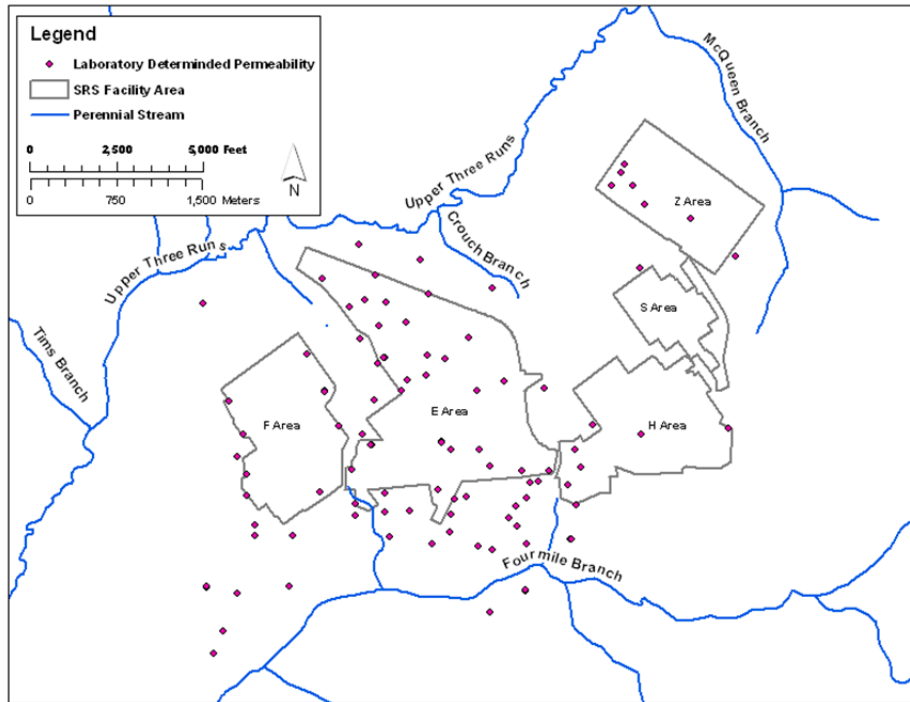 Legend
Laboratory Determinded Permeability
SRS Facility Area
Perennial Stream
0 2,500 5,000 Feet
0 750 1,500 Meters
N
McQueen Branch
Upper Three Runs
Z Area
Crouch Branch
Upper Three Runs
S Area
Tims Branch
F Area
E Area
H Area
Fourmile Branch